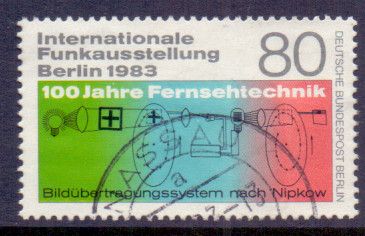 Internationale
Funkausstellung
Berlin 1983
80
DEUTSCHE BUNDESPOST BERLIN
100 Jahre Fernsehtechnik
Bildübertragungssystem nach Nipkow
a